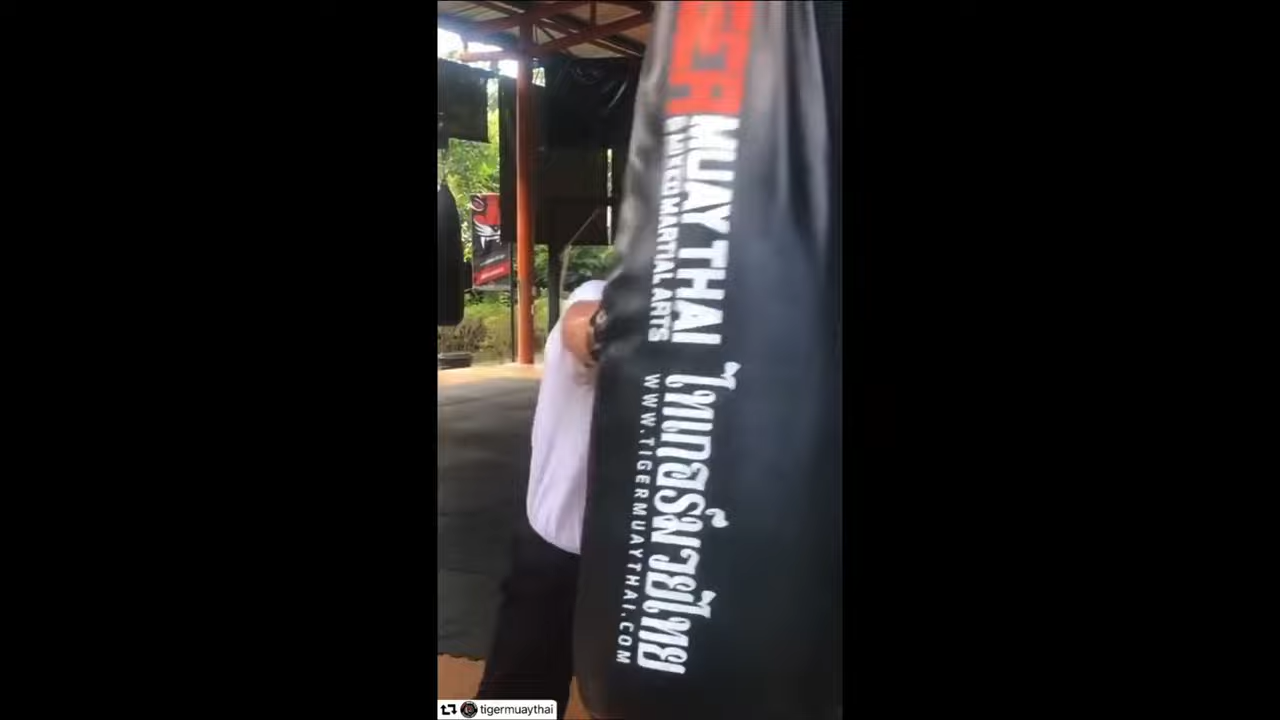 MUAY THAI
& MIXED MARTIAL ARTS
ไทเกอร์มวยไทย
WWW.TIGERMUAYTHAI.COM
tigermuaythai